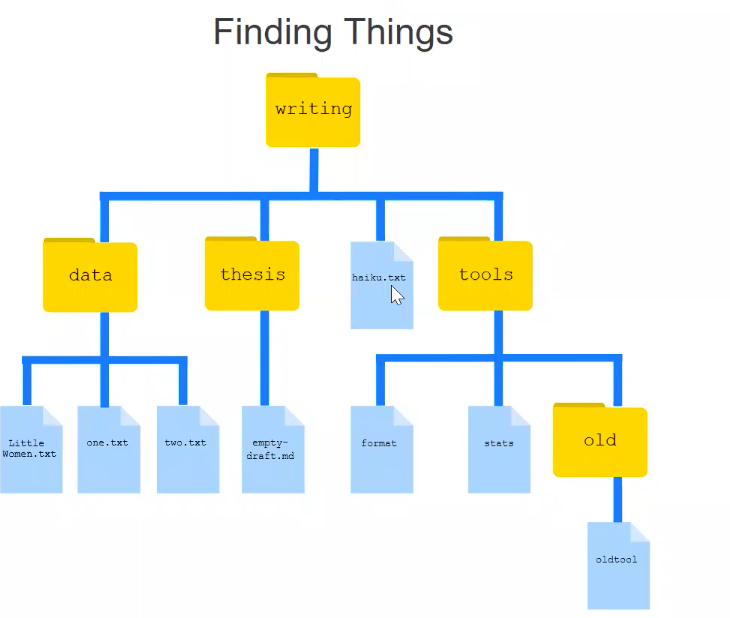 Finding Things
writing
data
thesis
haiku.txt
tools
Little
Women.txt
one.txt
two.txt
empty-
draft.md
format
stats
old
oldtool